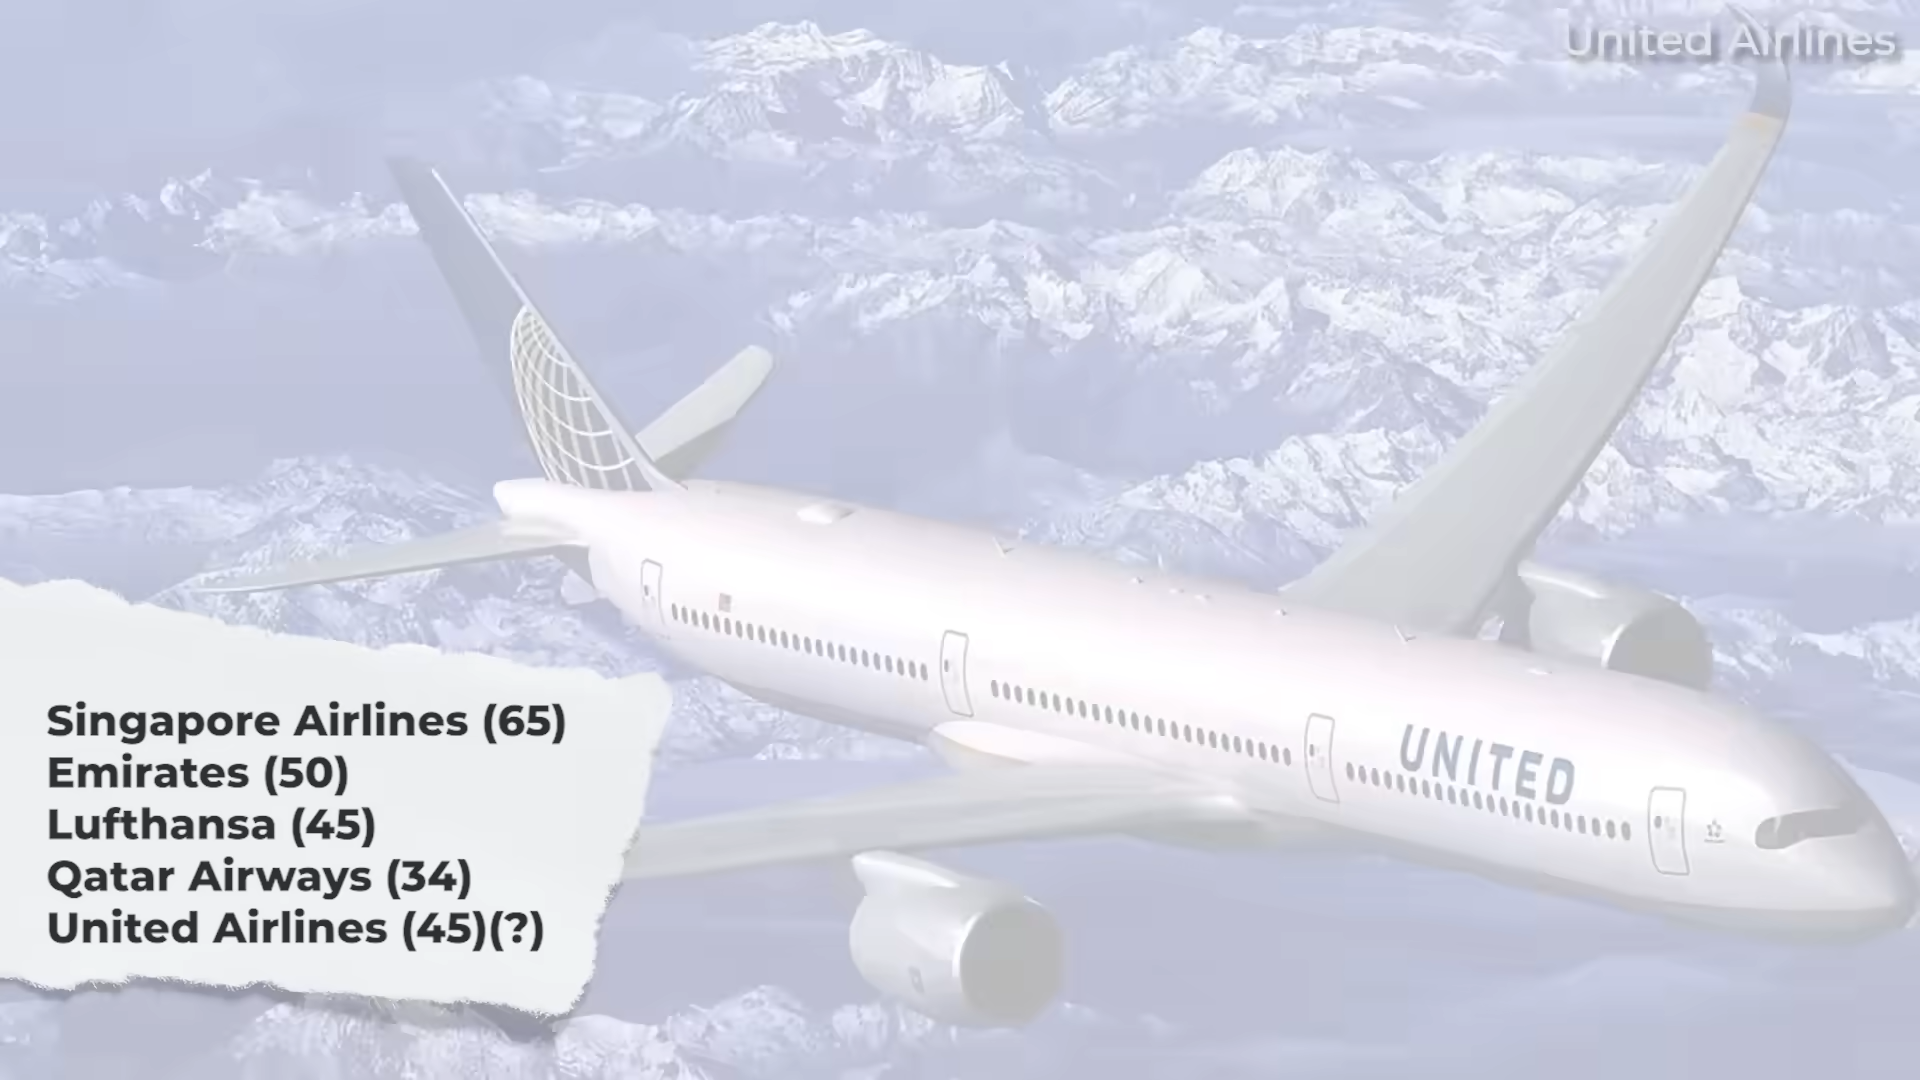 United Airlines
UNITED
Singapore Airlines (65)
Emirates (50)
Lufthansa (45)
Qatar Airways (34)
United Airlines (45)(?)